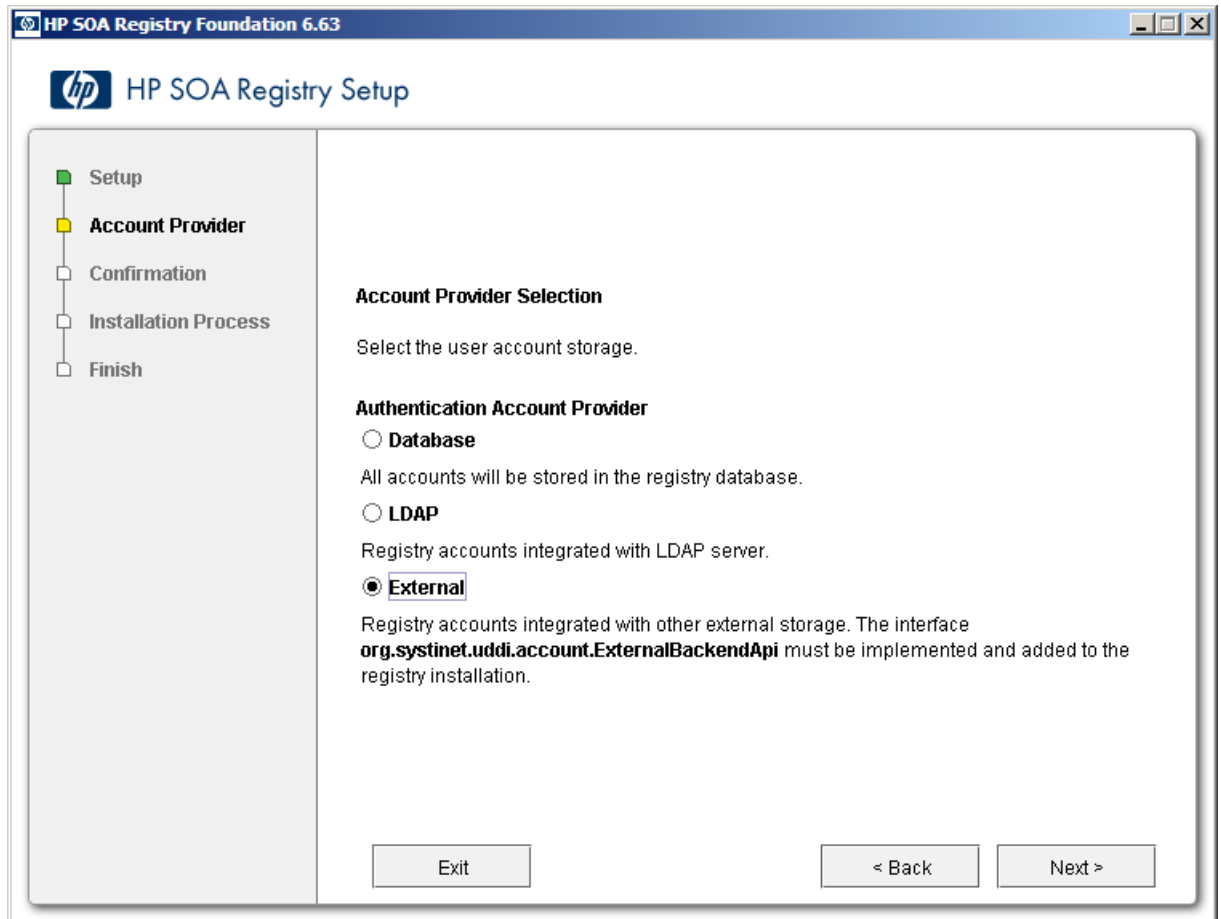 HP SOA Registry Foundation 6.63
hp HP SOA Registry Setup
Setup
Account Provider
Confirmation
Installation Process
Finish
Account Provider Selection
Select the user account storage.
Authentication Account Provider
Database
All accounts will be stored in the registry database.
LDAP
Registry accounts integrated with LDAP server.
External
Registry accounts integrated with other external storage. The interface
org.systinet.uddi.account.ExternalBackendApi must be implemented and added to the
registry installation.
Exit
< Back
Next >